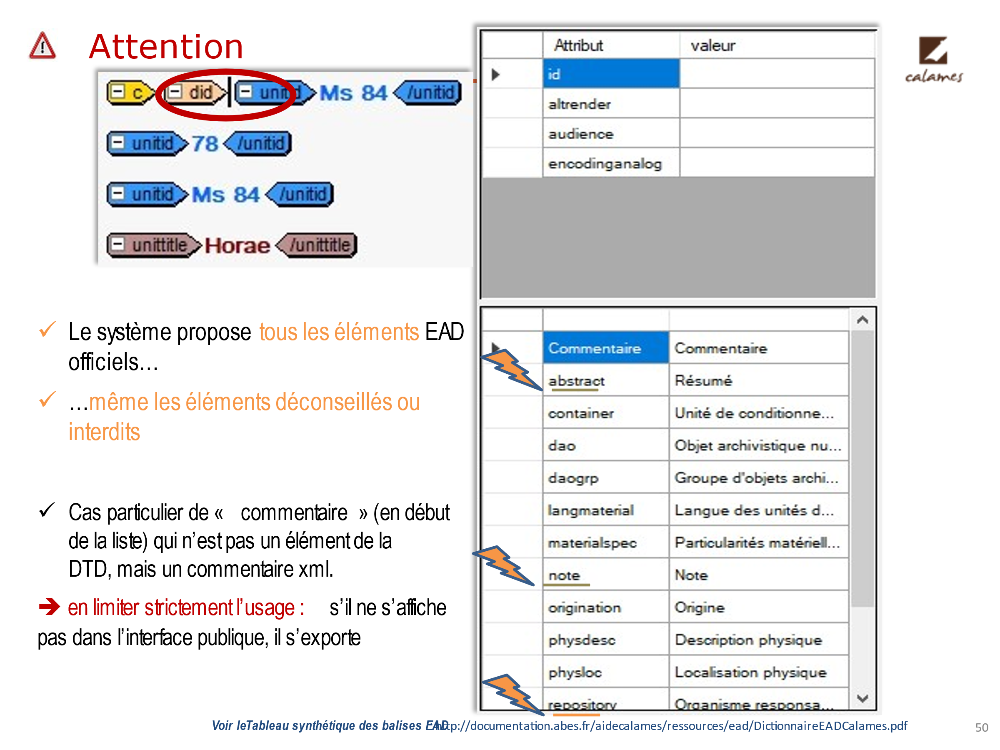 Attention
calames
c did unitid Ms 84 /unitid
unitid 78 /unitid
unitid Ms 84 /unitid
unittitle Horae /unittitle
Attribut valeur
id
altrender
audience
encodinganalog
✓ Le système propose tous les éléments EAD
officiels…
✓ …même les éléments déconseillés ou
interdits
✓ Cas particulier de « commentaire » (en début
de la liste) qui n’est pas un élément de la
DTD, mais un commentaire xml.
➔ en limiter strictement l’usage : s’il ne s’affiche
pas dans l’interface publique, il s’exporte
Commentaire Commentaire
abstract Résumé
container Unité de conditionne...
dao Objet archivistique nu...
daogrp Groupe d'objets archi...
langmaterial Langue des unités d...
materialspec Particularités matériell...
note Note
origination Origine
physdesc Description physique
physloc Localisation physique
repository Organisme responsa...
Voir leTableau synthétique des balises EAD http://documentation.abes.fr/aidecalames/ressources/ead/DictionnaireEADCalames.pdf
50